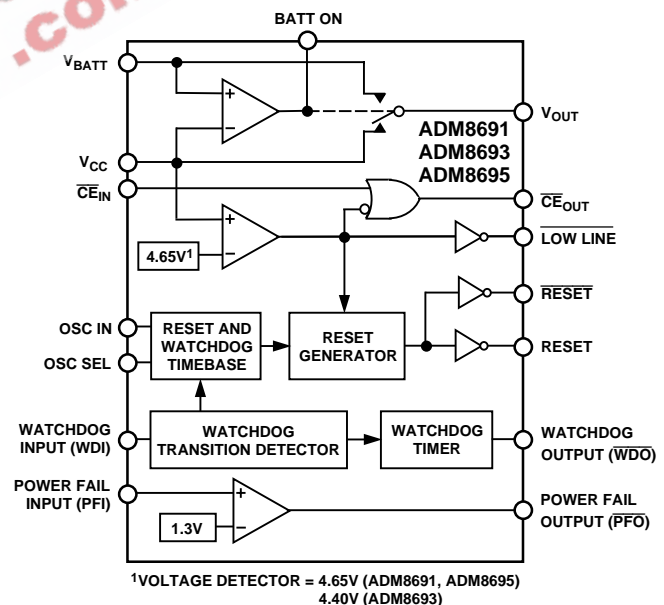 .com
BATT ON
VBATT
+
−
VOUT
ADM8691
ADM8693
ADM8695
VCC
CEIN
CEOUT
+
−
4.65V1
LOW LINE
RESET
OSC IN
OSC SEL
RESET AND
WATCHDOG
TIMEBASE
RESET
GENERATOR
RESET
WATCHDOG
INPUT (WDI)
WATCHDOG
TRANSITION DETECTOR
WATCHDOG
TIMER
WATCHDOG
OUTPUT (WDO)
POWER FAIL
INPUT (PFI)
+
−
1.3V
POWER FAIL
OUTPUT (PFO)
1VOLTAGE DETECTOR = 4.65V (ADM8691, ADM8695)
4.40V (ADM8693)